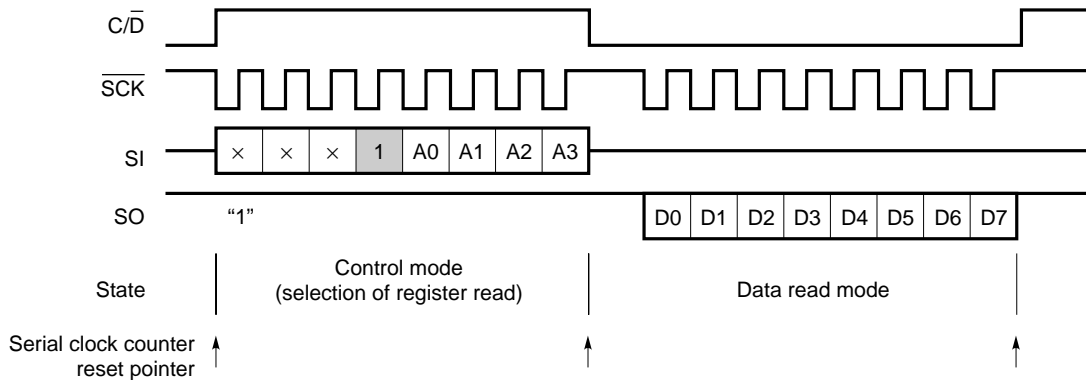 C/D̅
S̅C̅K̅
SI × × × 1 A0 A1 A2 A3
SO “1” D0 D1 D2 D3 D4 D5 D6 D7
State
Control mode
(selection of register read)
Data read mode
Serial clock counter
reset pointer